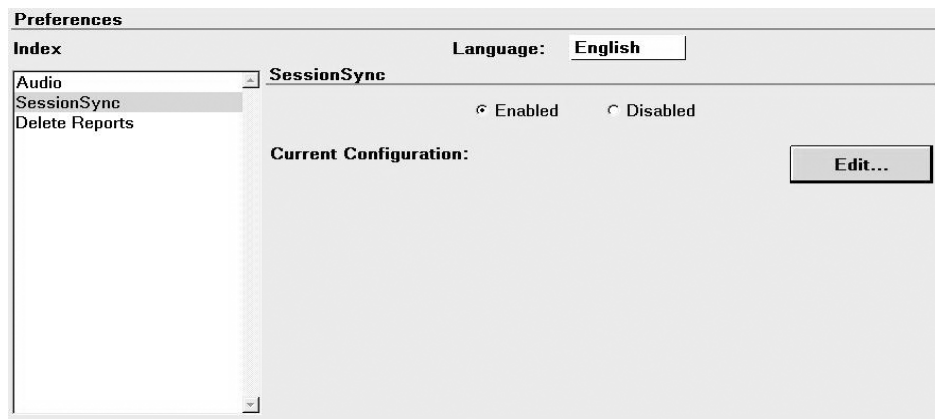 Preferences
Index
Language: English
Audio
SessionSync
Delete Reports
SessionSync
Enabled Disabled
Current Configuration:
Edit...